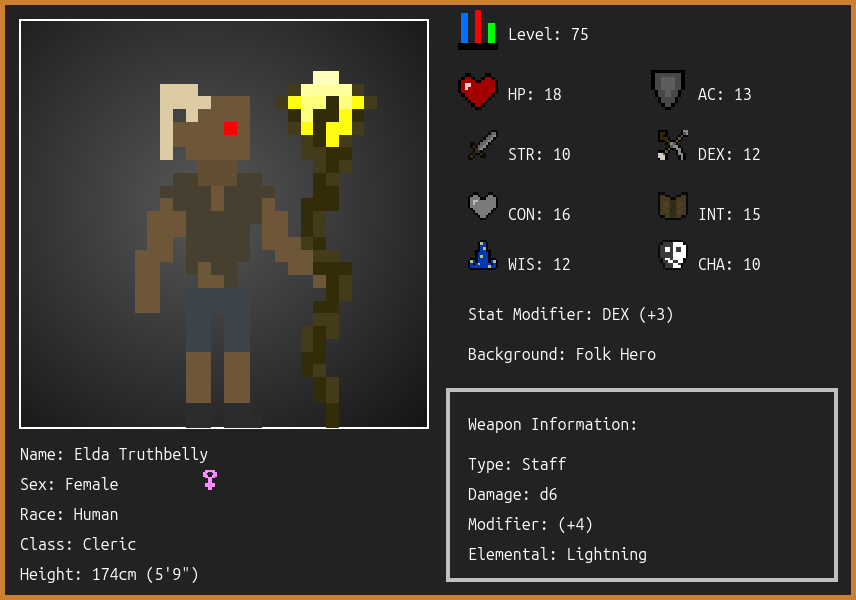 Level: 75
HP: 18
AC: 13
STR: 10
DEX: 12
CON: 16
INT: 15
WIS: 12
CHA: 10
Stat Modifier: DEX (+3)
Background: Folk Hero
Weapon Information:
Type: Staff
Damage: d6
Modifier: (+4)
Elemental: Lightning
Name: Elda Truthbelly
Sex: Female
Race: Human
Class: Cleric
Height: 174cm (5'9")